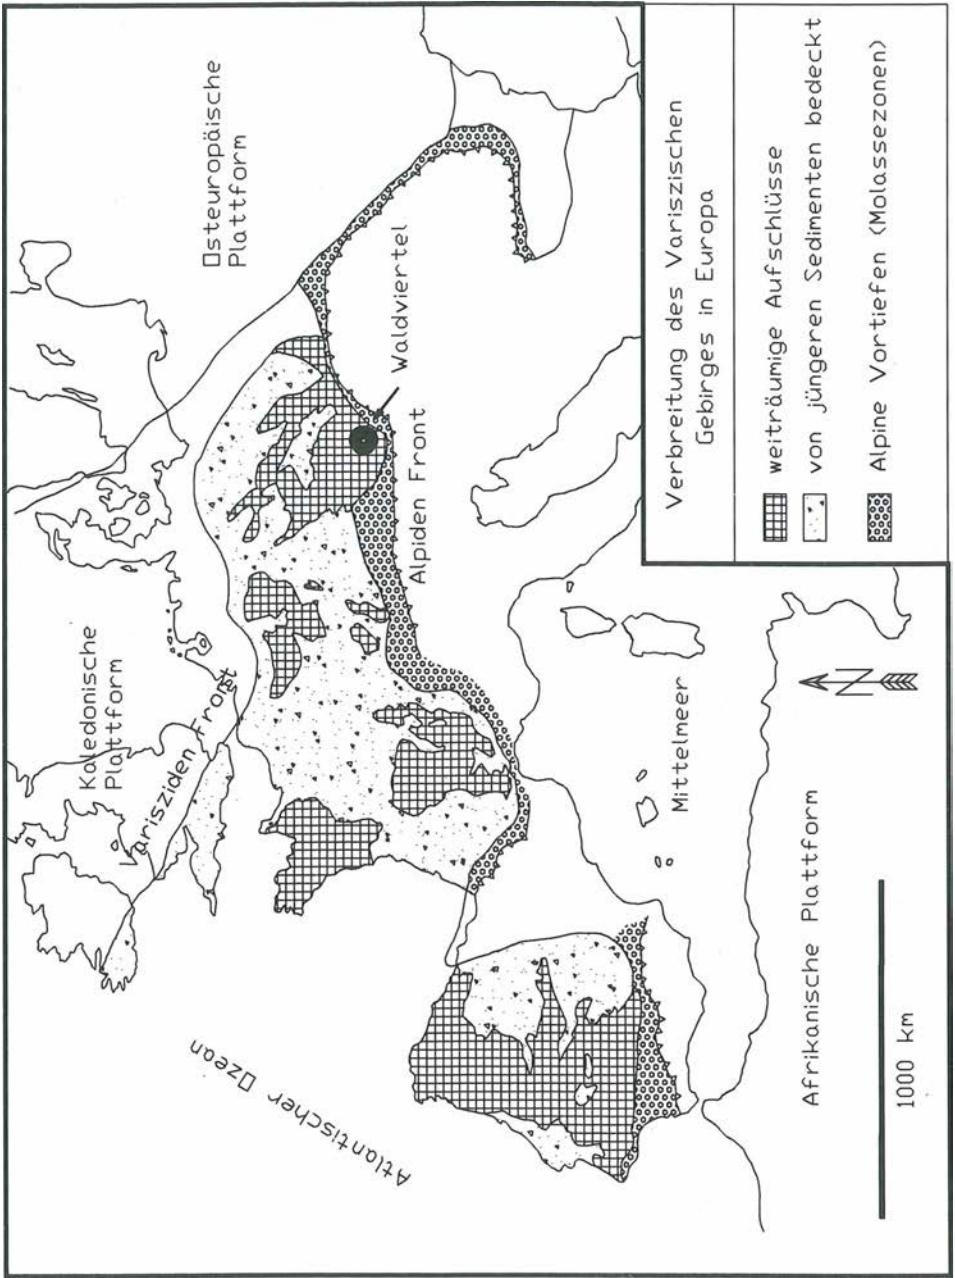 Osteuropäische
Plattform
Kaledonische
Plattform
Varisziden Front
Waldviertel
Alpiden Front
Atlantischer Ozean
Mittelmeer
Afrikanische Plattform
N
1000 km
Verbreitung des Variszischen
Gebirges in Europa
weiträumige Aufschlüsse
von jüngeren Sedimenten bedeckt
Alpine Vortiefen (Molassezonen)